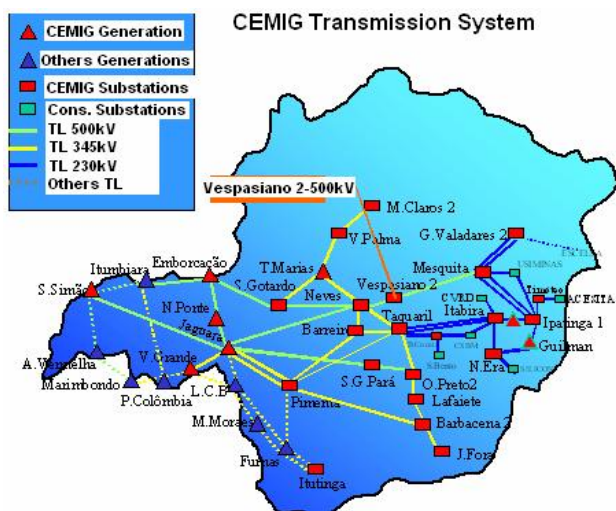 CEMIG Transmission System
CEMIG Generation
Others Generations
CEMIG Substations
Cons. Substations
TL 500kV
TL 345kV
TL 230kV
Others TL
Vespasiano 2-500kV
M.Claros 2
V.Palma
G.Valadares 2
USIMINAS
Emborcação
T.Marias
Mesquita
Itumbiara
S.Gotardo
Vespasiano 2
S.Simão
Neves
CVRD
ACESITA
N.Ponte
Taquaril
Itabira
Jaguara
Barreiro
Ipatinga 1
Guilman
A.Vermelha
V.Grande
N.Era
S.G.Pará
O.Preto2
Marimbondo
L.C.B
Pimenta
P.Colômbia
Lafaiete
M.Moraes
Barbacena 2
Furnas
J.Fora
Itutinga